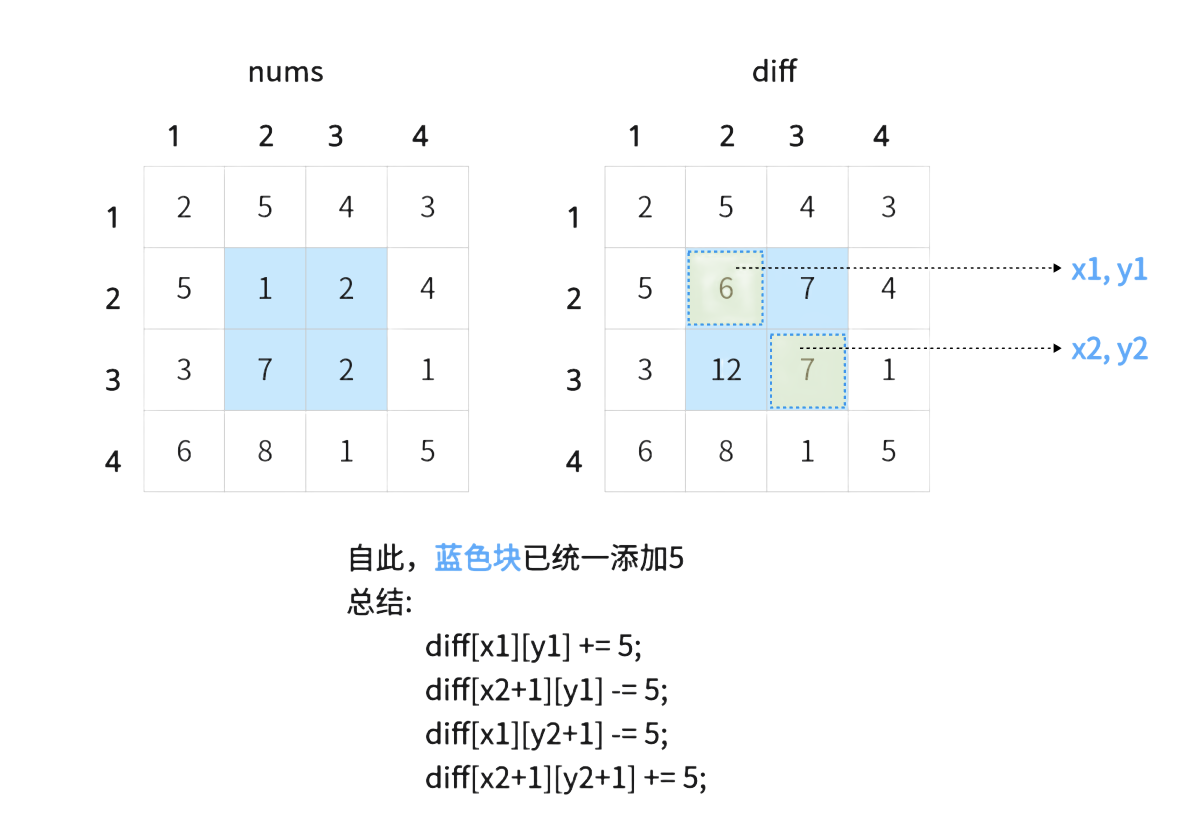 nums diff
1 2 3 4 1 2 3 4
1 2 5 4 3 1 2 5 4 3
2 5 1 2 4 2 5 6 7 4 x1, y1
3 3 7 2 1 3 3 12 7 1 x2, y2
4 6 8 1 5 4 6 8 1 5
自此，蓝色块已统一添加5
总结:
diff[x1][y1] += 5;
diff[x2+1][y1] -= 5;
diff[x1][y2+1] -= 5;
diff[x2+1][y2+1] += 5;